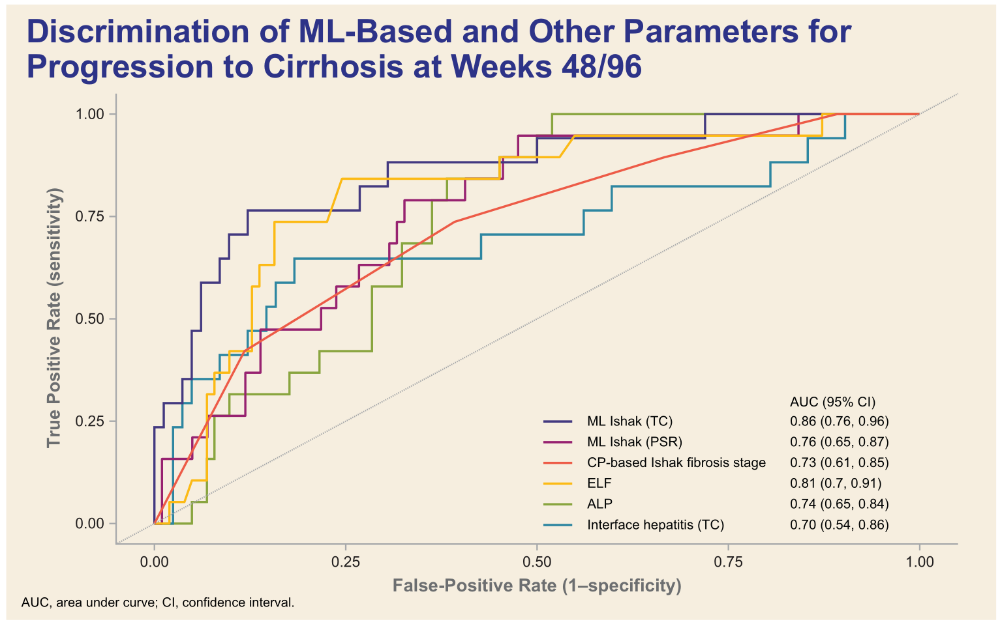 Discrimination of ML-Based and Other Parameters for
Progression to Cirrhosis at Weeks 48/96
True Positive Rate (sensitivity)
1.00
0.75
0.50
0.25
0.00
AUC (95% CI)
ML Ishak (TC) 0.86 (0.76, 0.96)
ML Ishak (PSR) 0.76 (0.65, 0.87)
CP-based Ishak fibrosis stage 0.73 (0.61, 0.85)
ELF 0.81 (0.7, 0.91)
ALP 0.74 (0.65, 0.84)
Interface hepatitis (TC) 0.70 (0.54, 0.86)
0.00 0.25 0.50 0.75 1.00
False-Positive Rate (1–specificity)
AUC, area under curve; CI, confidence interval.